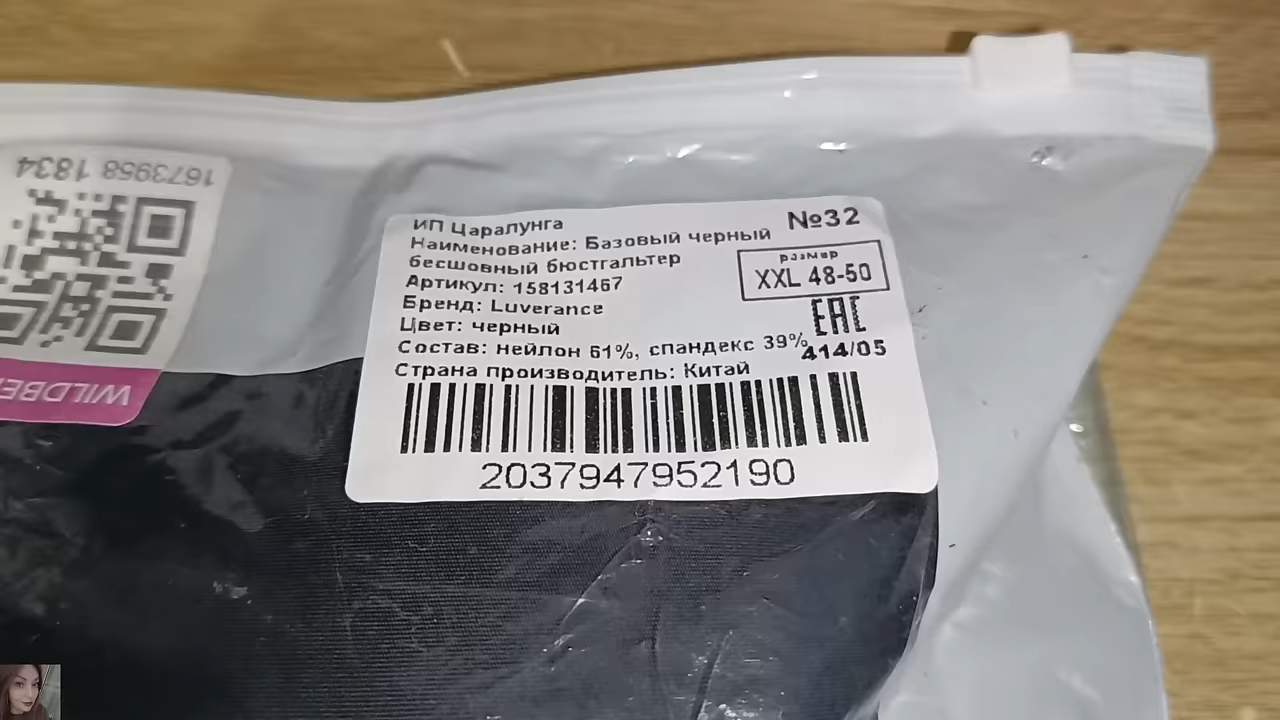 1673958 1834
WILDBE
ИП Царалунга
№32
Наименование: Базовый черный
бесшовный бюстгальтер
Артикул: 158131467
Бренд: Luverance
Цвет: черный
Состав: нейлон 61%, спандекс 39%
Страна производитель: Китай
размер
XXL 48-50
EAC
414/05
2037947952190